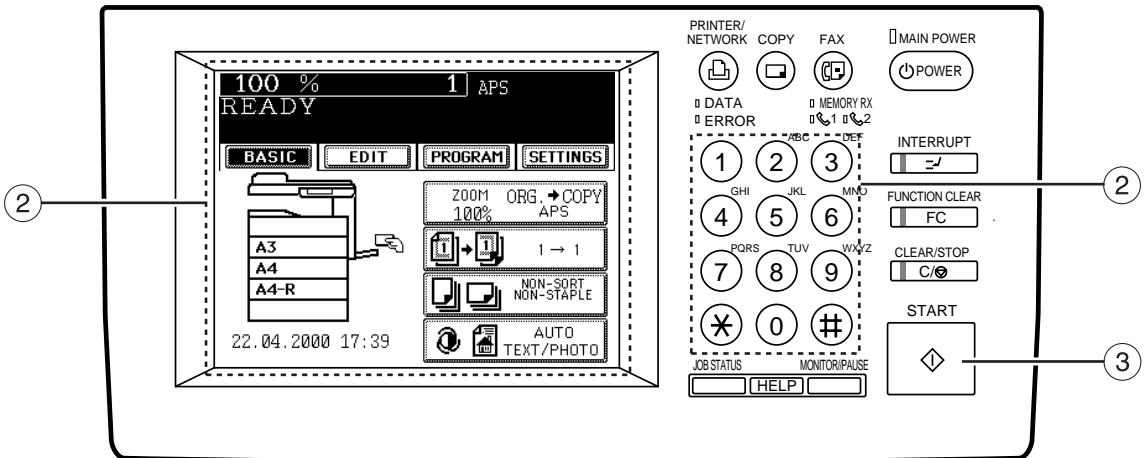 100 % 1 APS
READY
BASIC EDIT PROGRAM SETTINGS
ZOOM ORG.➔COPY
100% APS
1➔1 1→1
NON-SORT
NON-STAPLE
AUTO
TEXT/PHOTO
A3
A4
A4-R
22.04.2000 17:39
②
PRINTER/
NETWORK COPY FAX
MAIN POWER
POWER
DATA
ERROR
MEMORY RX
1 2
1 2 ABC 3 DEF
4 GHI 5 JKL 6 MNO
7 PQRS 8 TUV 9 WXYZ
* 0 #
JOB STATUS MONITOR/PAUSE
HELP
INTERRUPT
FUNCTION CLEAR
FC
CLEAR/STOP
C/
START
②
③